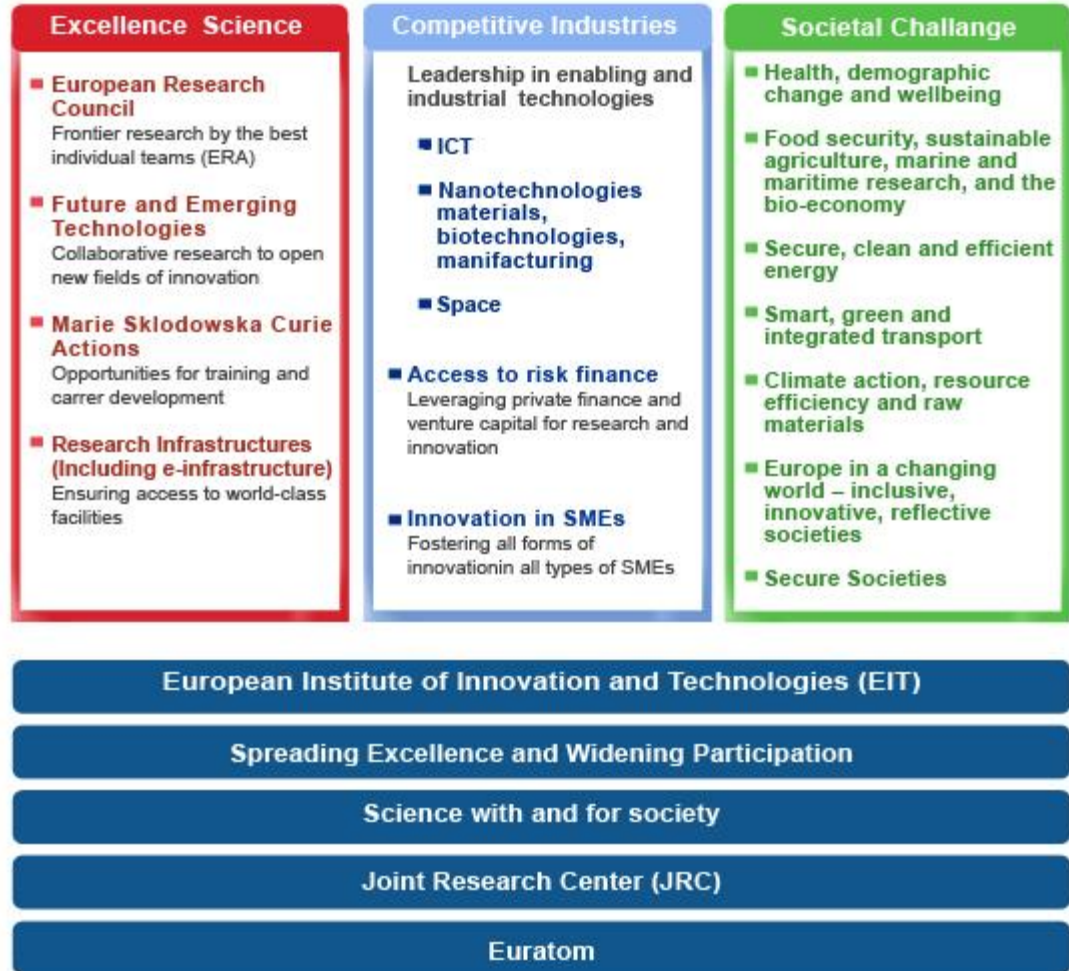 Excellence Science
European Research
Council
Frontier research by the best
individual teams (ERA)
Future and Emerging
Technologies
Collaborative research to open
new fields of innovation
Marie Sklodowska Curie
Actions
Opportunities for training and
carrer development
Research Infrastructures
(Including e-infrastructure)
Ensuring access to world-class
facilities
Competitive Industries
Leadership in enabling and
industrial technologies
ICT
Nanotechnologies
materials,
biotechnologies,
manifacturing
Space
Access to risk finance
Leveraging private finance and
venture capital for research and
innovation
Innovation in SMEs
Fostering all forms of
innovationin all types of SMEs
Societal Challange
Health, demographic
change and wellbeing
Food security, sustainable
agriculture, marine and
maritime research, and the
bio-economy
Secure, clean and efficient
energy
Smart, green and
integrated transport
Climate action, resource
efficiency and raw
materials
Europe in a changing
world – inclusive,
innovative, reflective
societies
Secure Societies
European Institute of Innovation and Technologies (EIT)
Spreading Excellence and Widening Participation
Science with and for society
Joint Research Center (JRC)
Euratom